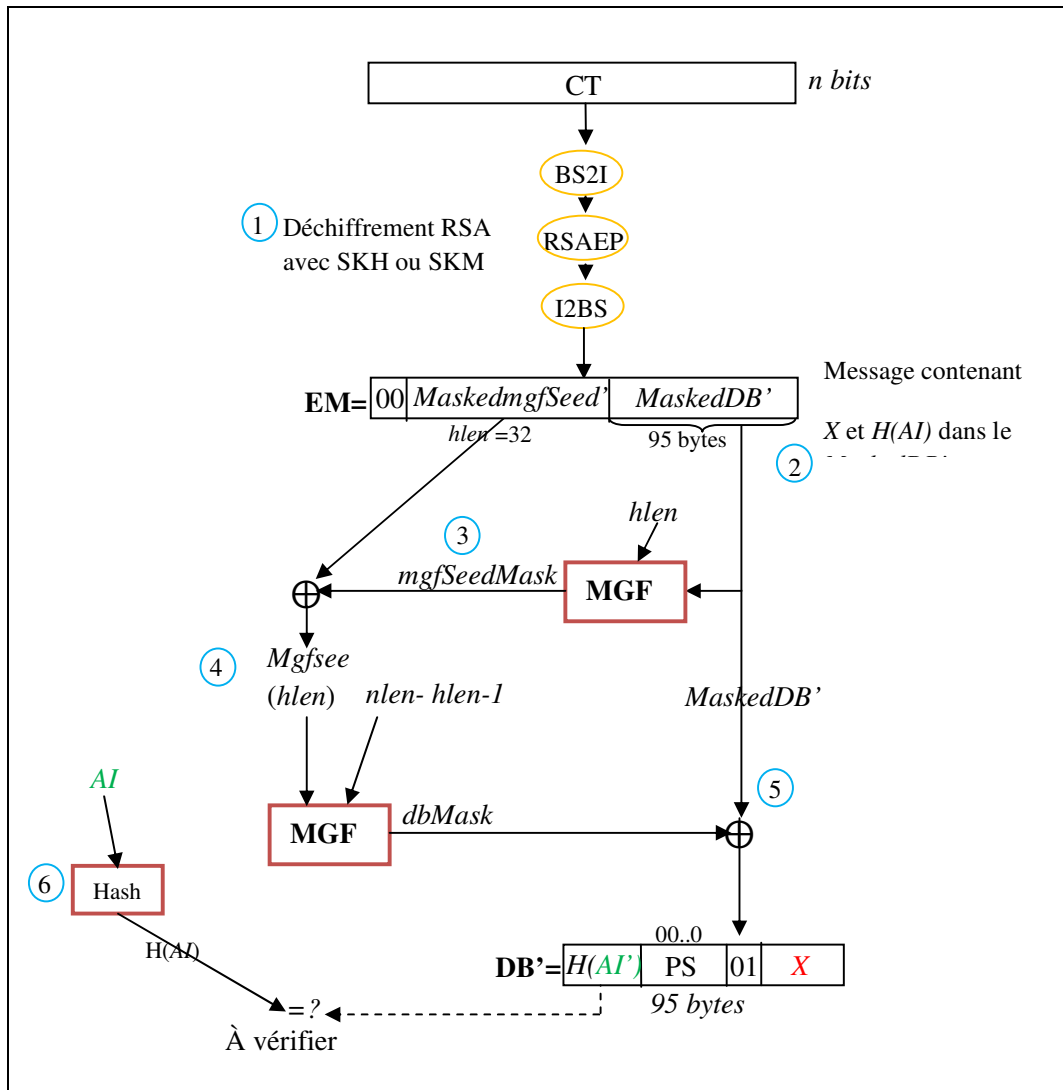 CT
n bits
BS2I
1 Déchiffrement RSA
avec SKH ou SKM
RSAEP
I2BS
EM= 00 MaskedmgfSeed’ MaskedDB’
hlen =32
95 bytes
Message contenant
X et H(AI) dans le
2
hlen
3
mgfSeedMask
MGF
4
Mgfsee
(hlen)
nlen- hlen-1
MaskedDB’
AI
5
MGF
dbMask
6
Hash
H(AI)
00..0
DB’= H(AI’) PS 01 X
95 bytes
=?
À vérifier